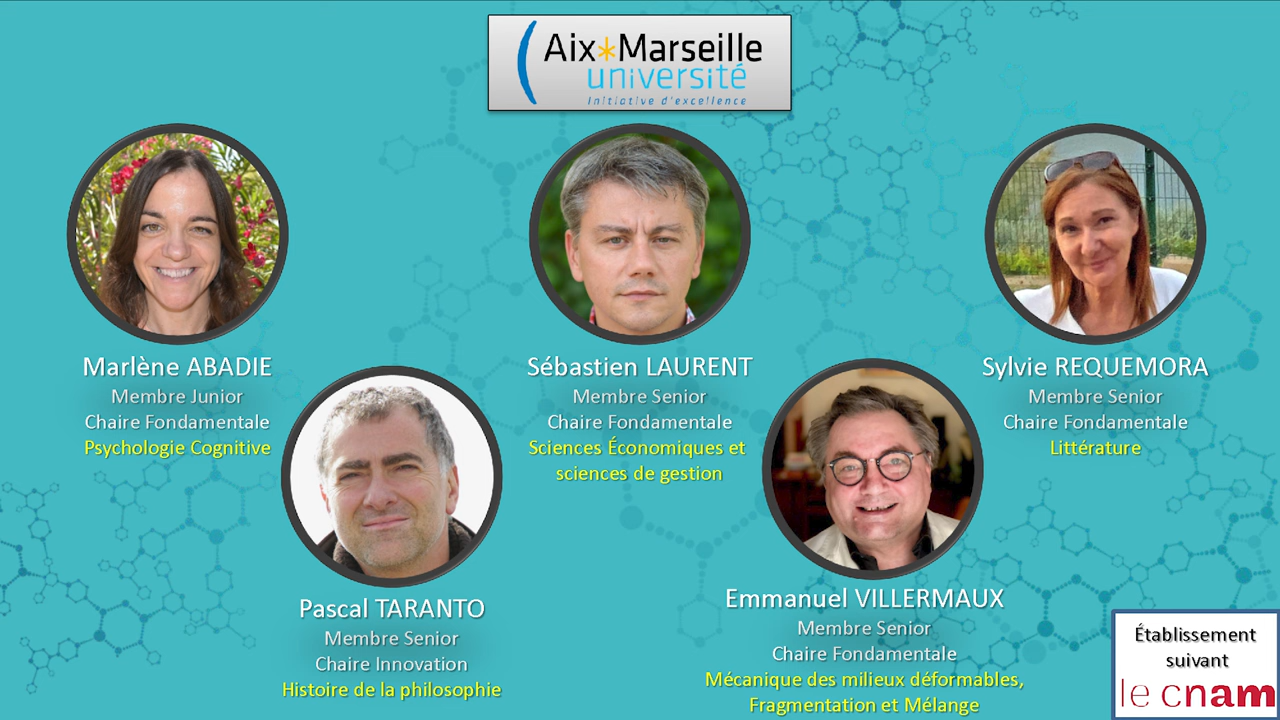 Aix*Marseille
université
Initiative d'excellence
Marlène ABADIE
Membre Junior
Chaire Fondamentale
Psychologie Cognitive
Sébastien LAURENT
Membre Senior
Chaire Fondamentale
Sciences Économiques et
sciences de gestion
Sylvie REQUEMORA
Membre Senior
Chaire Fondamentale
Littérature
Pascal TARANTO
Membre Senior
Chaire Innovation
Histoire de la philosophie
Emmanuel VILLERMAUX
Membre Senior
Chaire Fondamentale
Mécanique des milieux déformables,
Fragmentation et Mélange
Établissement
suivant
le cnam